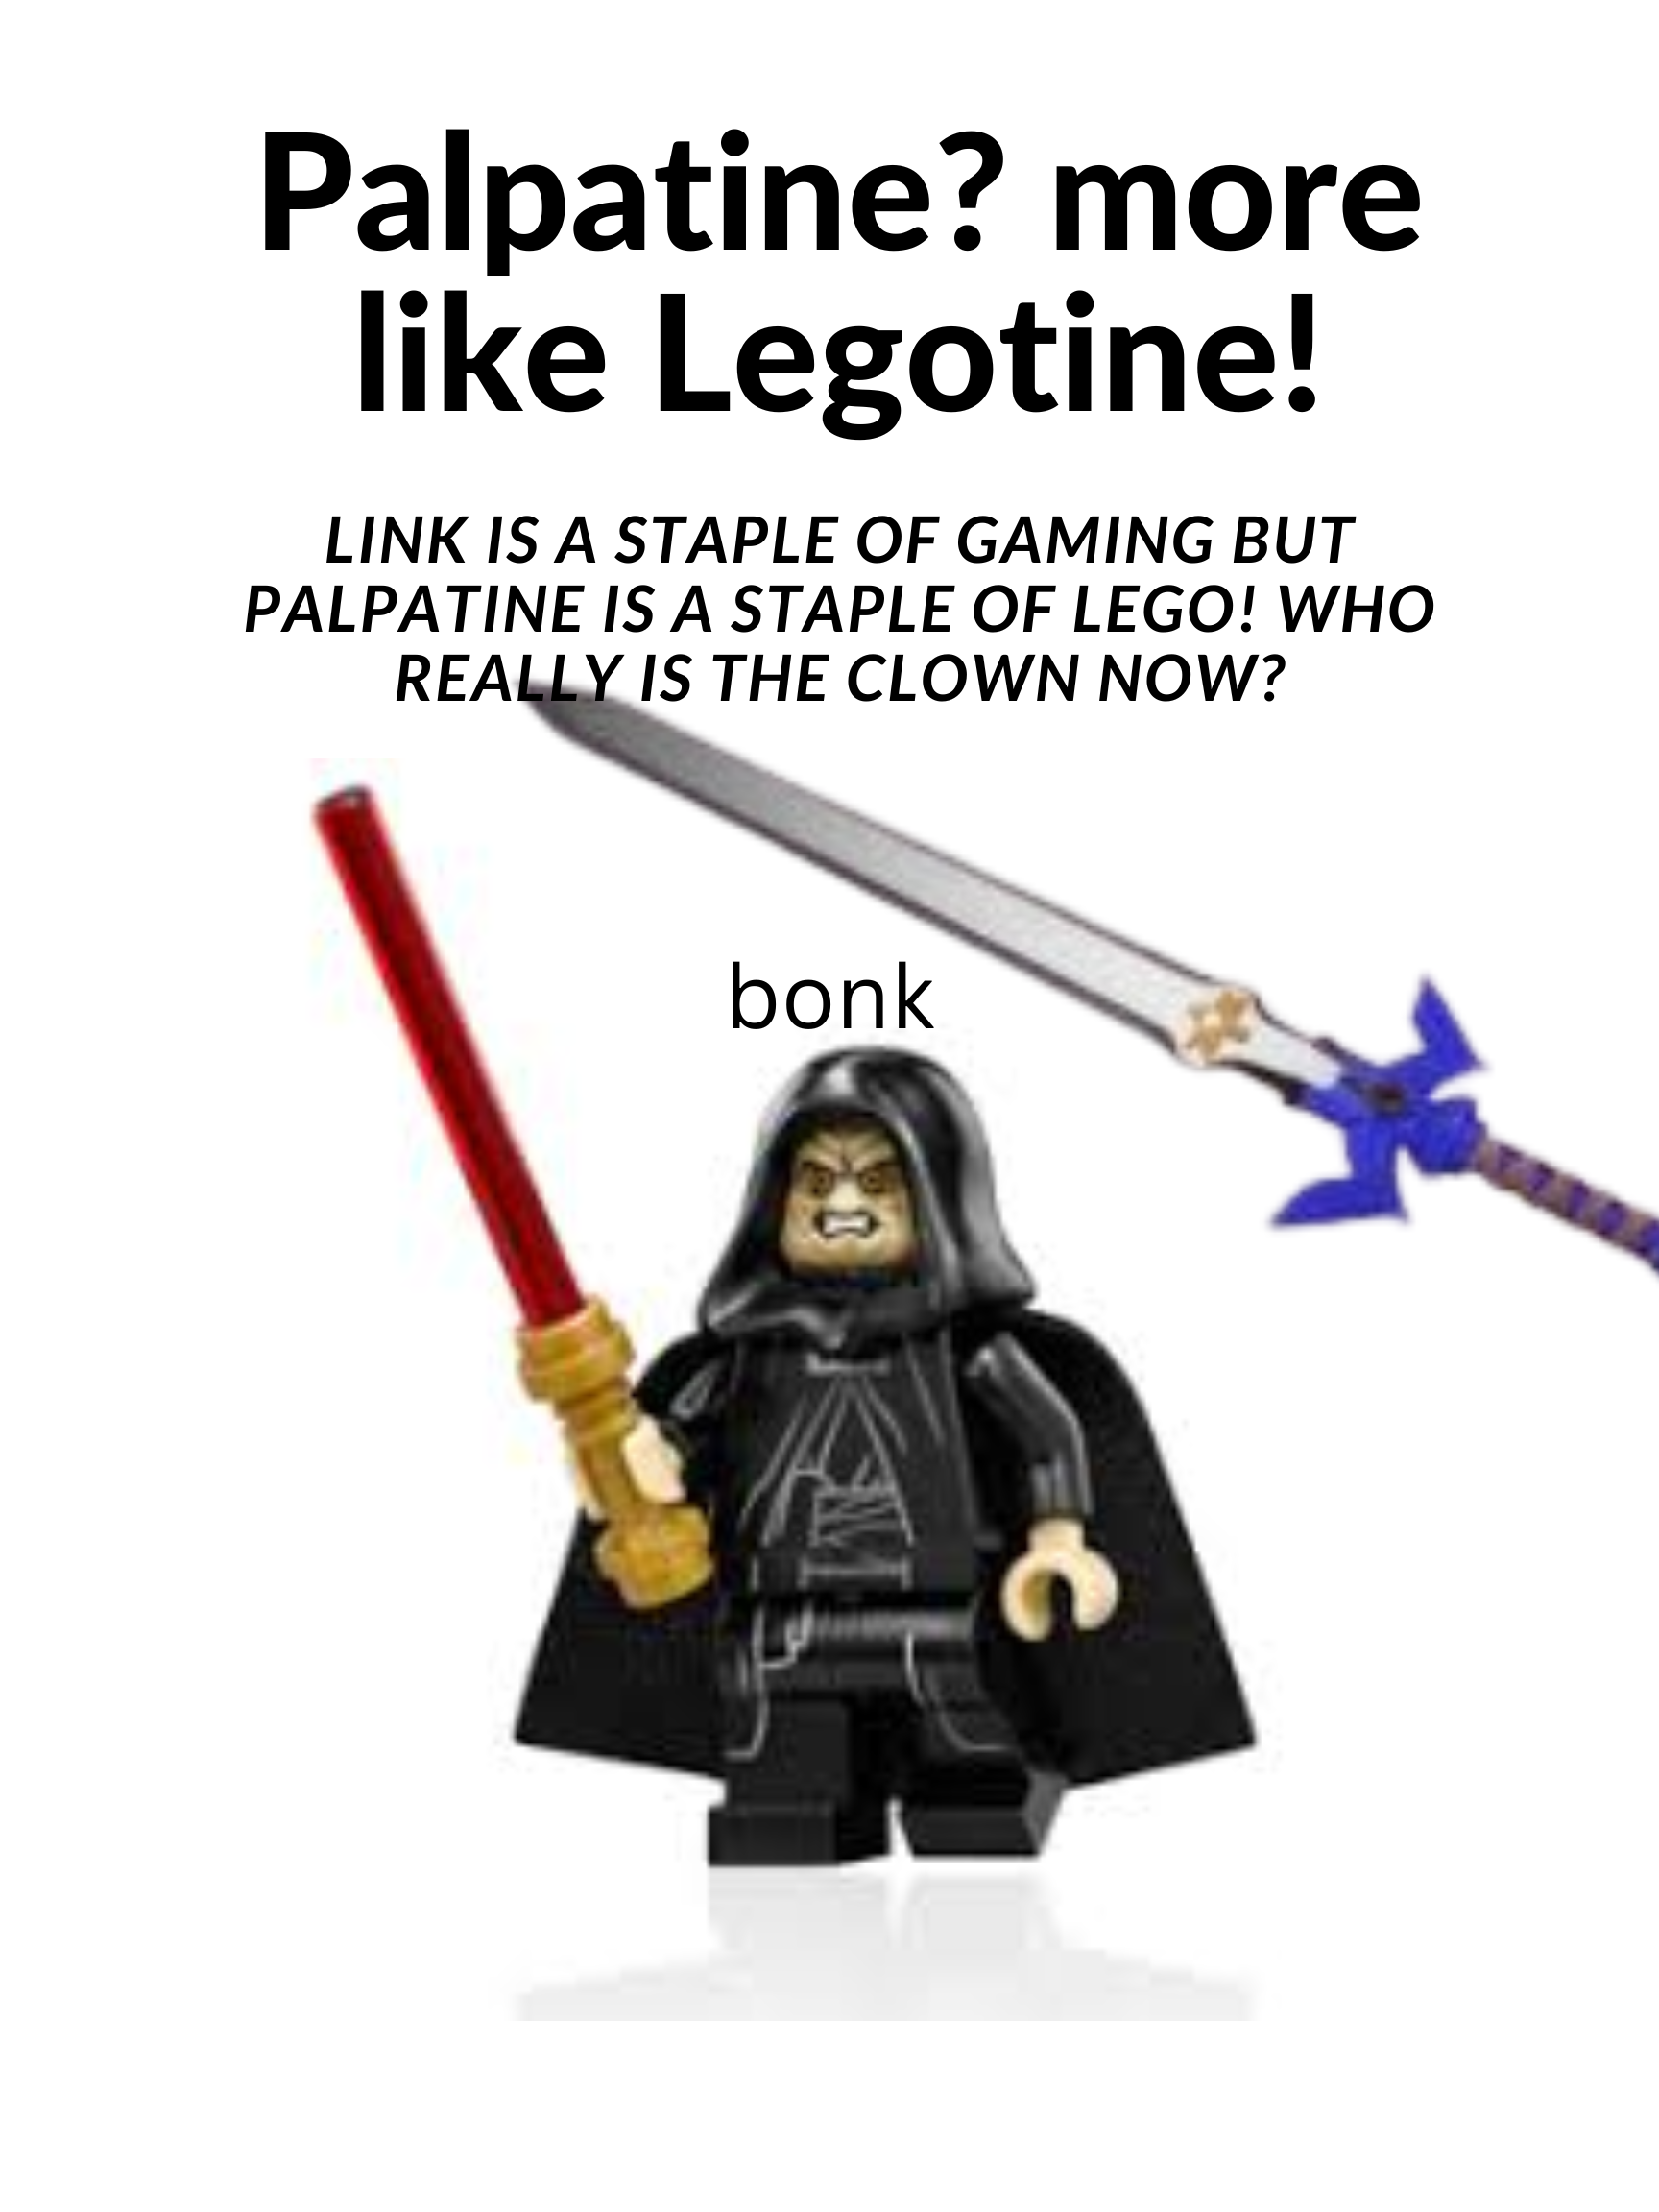 Palpatine? more
like Legotine!
LINK IS A STAPLE OF GAMING BUT
PALPATINE IS A STAPLE OF LEGO! WHO
REALLY IS THE CLOWN NOW?
bonk